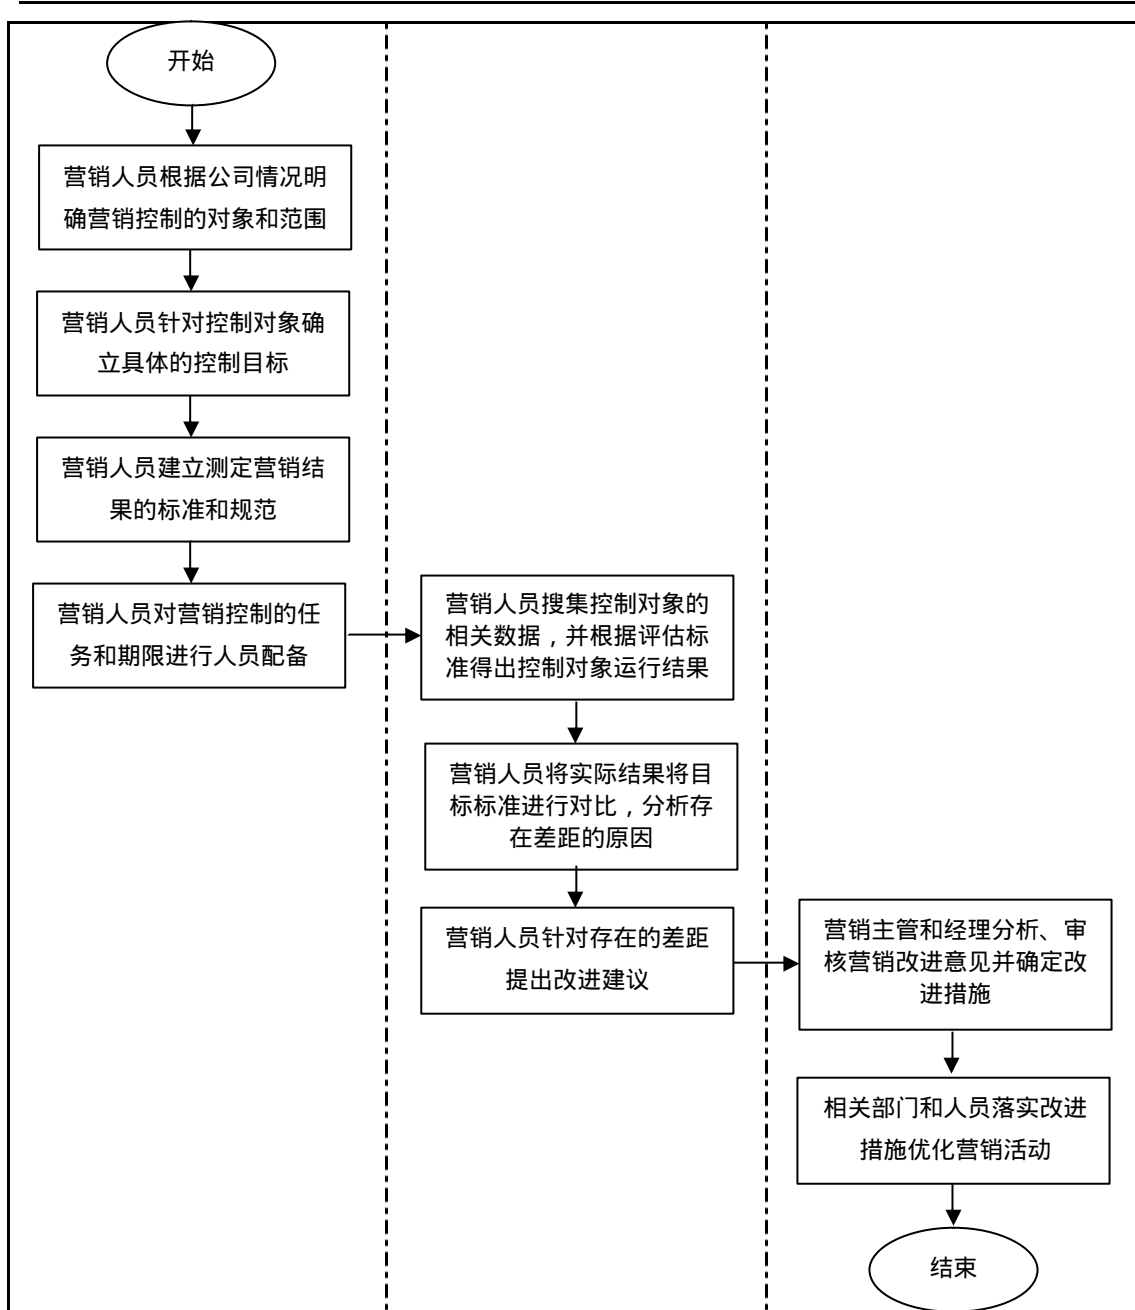 开始
营销人员根据公司情况明
确营销控制的对象和范围
营销人员针对控制对象确
立具体的控制目标
营销人员建立测定营销结
果的标准和规范
营销人员对营销控制的任
务和期限进行人员配备
营销人员搜集控制对象的
相关数据，并根据评估标
准得出控制对象运行结果
营销人员将实际结果将目
标标准进行对比，分析存
在差距的原因
营销人员针对存在的差距
提出改进建议
营销主管和经理分析、审
核营销改进意见并确定改
进措施
相关部门和人员落实改进
措施优化营销活动
结束